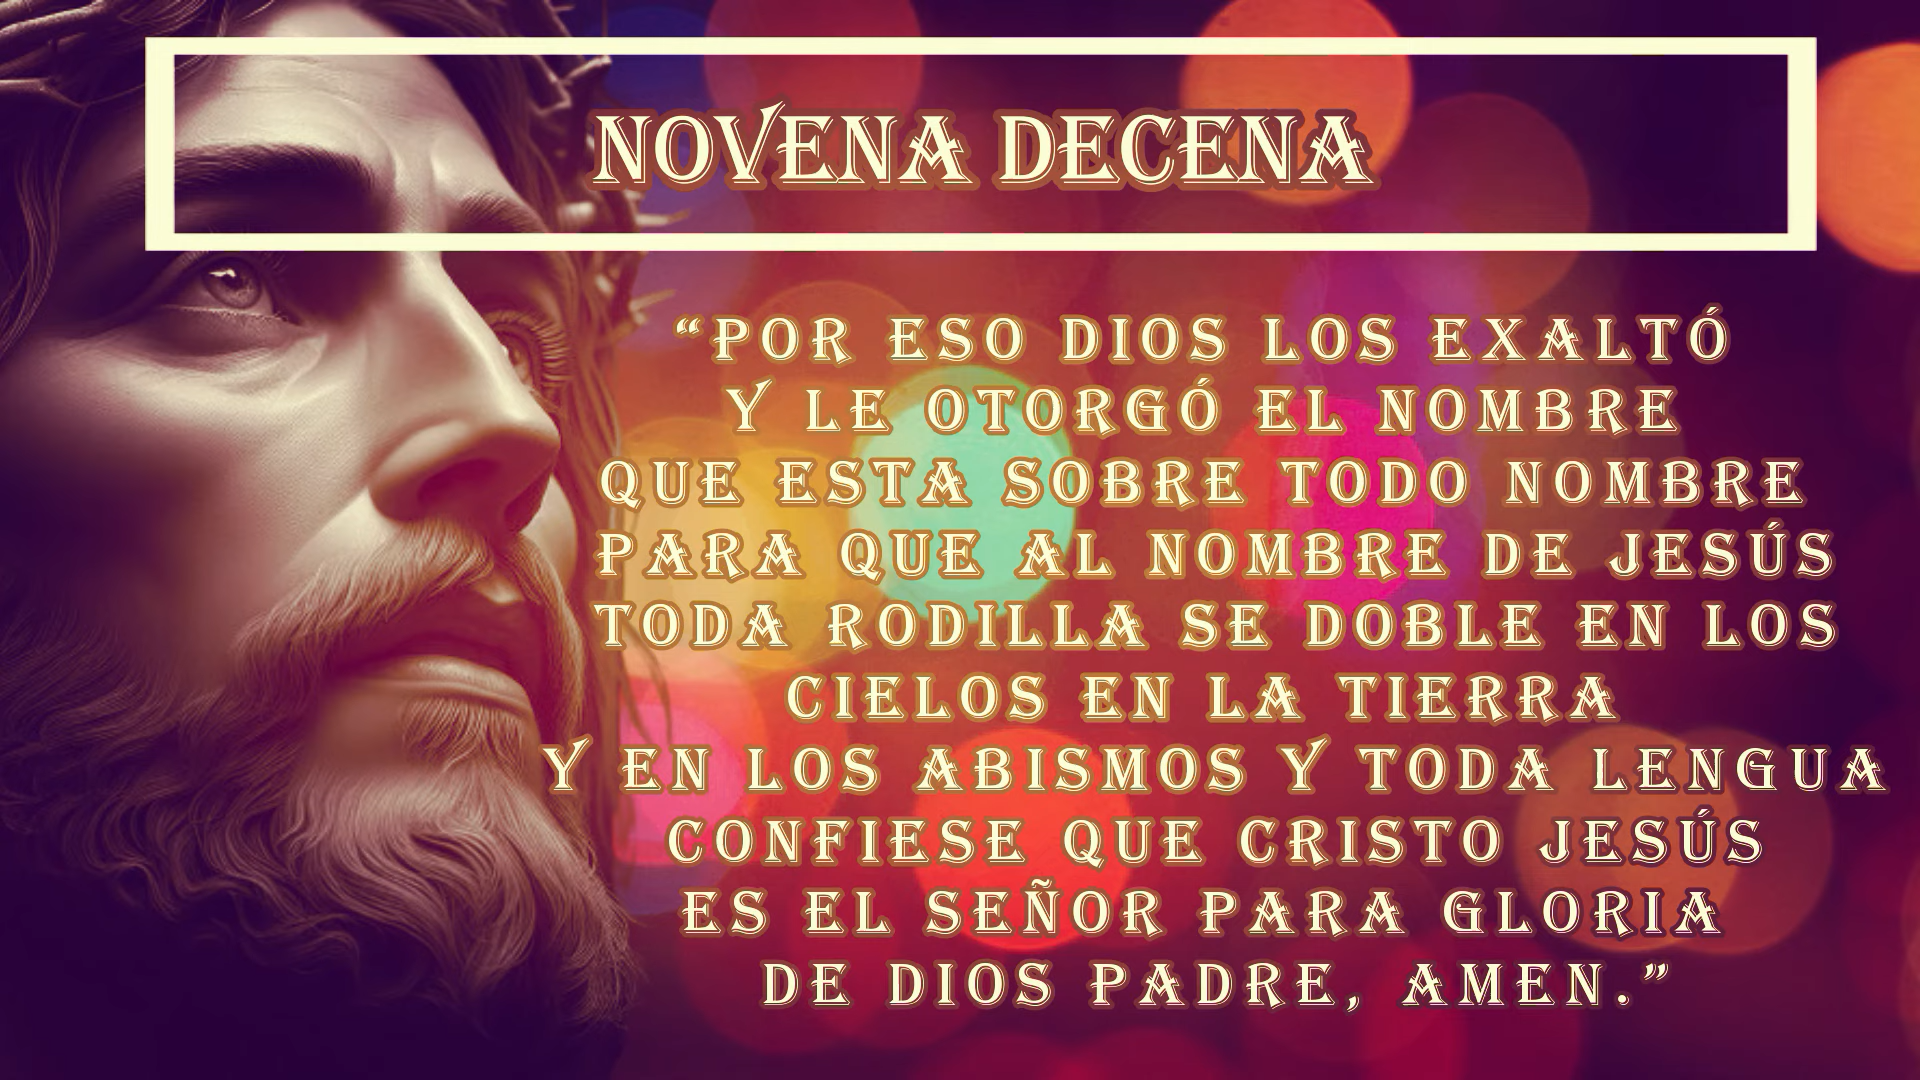 NOVENA DECENA
“POR ESO DIOS LOS EXALTÓ
Y LE OTORGÓ EL NOMBRE
QUE ESTA SOBRE TODO NOMBRE
PARA QUE AL NOMBRE DE JESÚS
TODA RODILLA SE DOBLE EN LOS
CIELOS EN LA TIERRA
Y EN LOS ABISMOS Y TODA LENGUA
CONFIESE QUE CRISTO JESÚS
ES EL SEÑOR PARA GLORIA
DE DIOS PADRE, AMEN.”